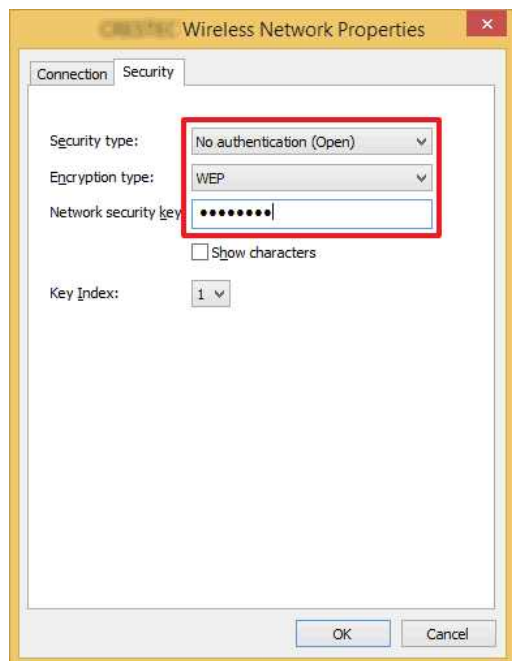 Wireless Network Properties
Connection Security
Security type: No authentication (Open)
Encryption type: WEP
Network security key ••••••••
Show characters
Key Index: 1
OK Cancel